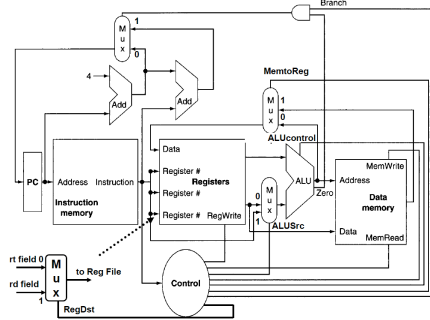 Branch
M
u
x
1
0
4
Add
Add
MemtoReg
M
u
x
1
0
ALUcontrol
PC
Address Instruction
Instruction
memory
Data
Register #
Registers
Register #
Register # RegWrite
0
M
u
x
1
ALUSrc
ALU
Zero
MemWrite
Address
Data
memory
Data
MemRead
rt field 0
M
u
x
to Reg File
rd field
1
RegDst
Control